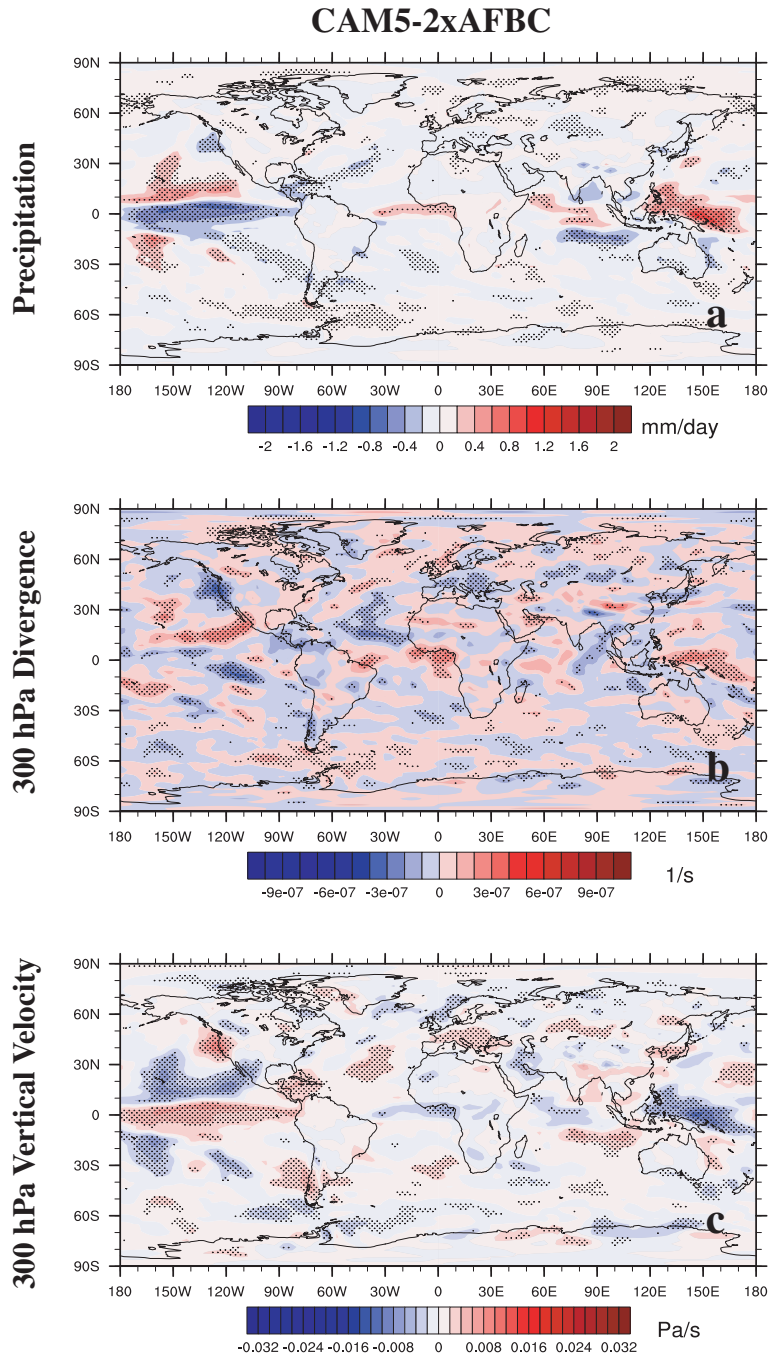 CAM5-2xAFBC
Precipitation
90N
60N
30N
0
30S
60S
90S
a
180 150W 120W 90W 60W 30W 0 30E 60E 90E 120E 150E 180
-2 -1.6 -1.2 -0.8 -0.4 0 0.4 0.8 1.2 1.6 2 mm/day
300 hPa Divergence
90N
60N
30N
0
30S
60S
90S
b
180 150W 120W 90W 60W 30W 0 30E 60E 90E 120E 150E 180
-9e-07 -6e-07 -3e-07 0 3e-07 6e-07 9e-07 1/s
300 hPa Vertical Velocity
90N
60N
30N
0
30S
60S
90S
c
180 150W 120W 90W 60W 30W 0 30E 60E 90E 120E 150E 180
-0.032 -0.024 -0.016 -0.008 0 0.008 0.016 0.024 0.032 Pa/s